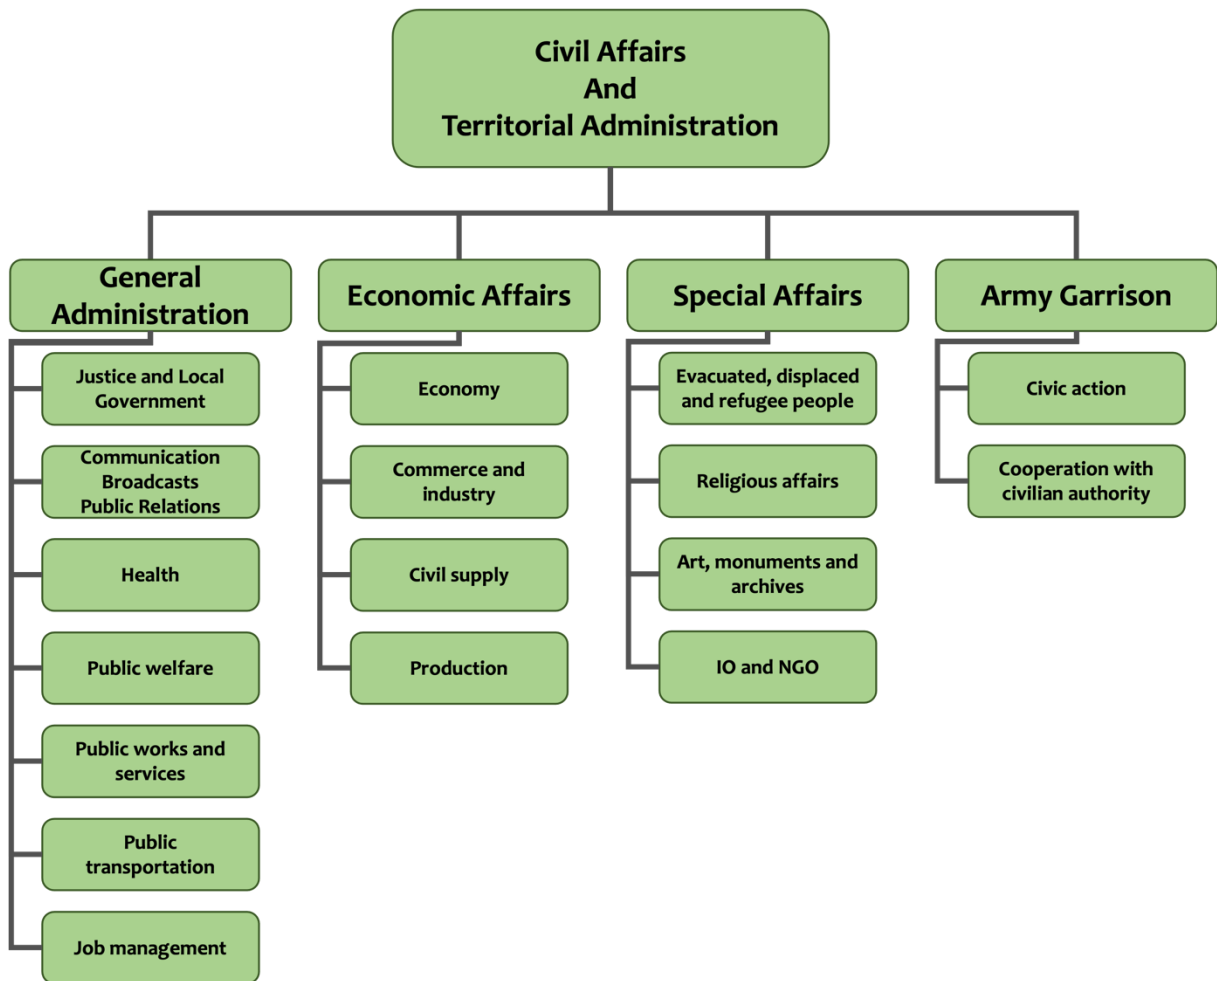 Civil Affairs
And
Territorial Administration
General
Administration
Justice and Local
Government
Communication
Broadcasts
Public Relations
Health
Public welfare
Public works and
services
Public
transportation
Job management
Economic Affairs
Economy
Commerce and
industry
Civil supply
Production
Special Affairs
Evacuated, displaced
and refugee people
Religious affairs
Art, monuments and
archives
IO and NGO
Army Garrison
Civic action
Cooperation with
civilian authority